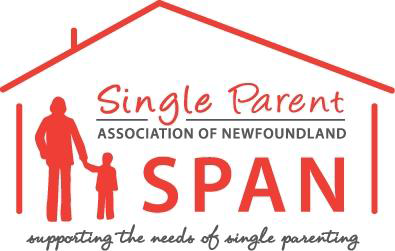 Single Parent
ASSOCIATION OF NEWFOUNDLAND
SPAN
supporting the needs of single parenting